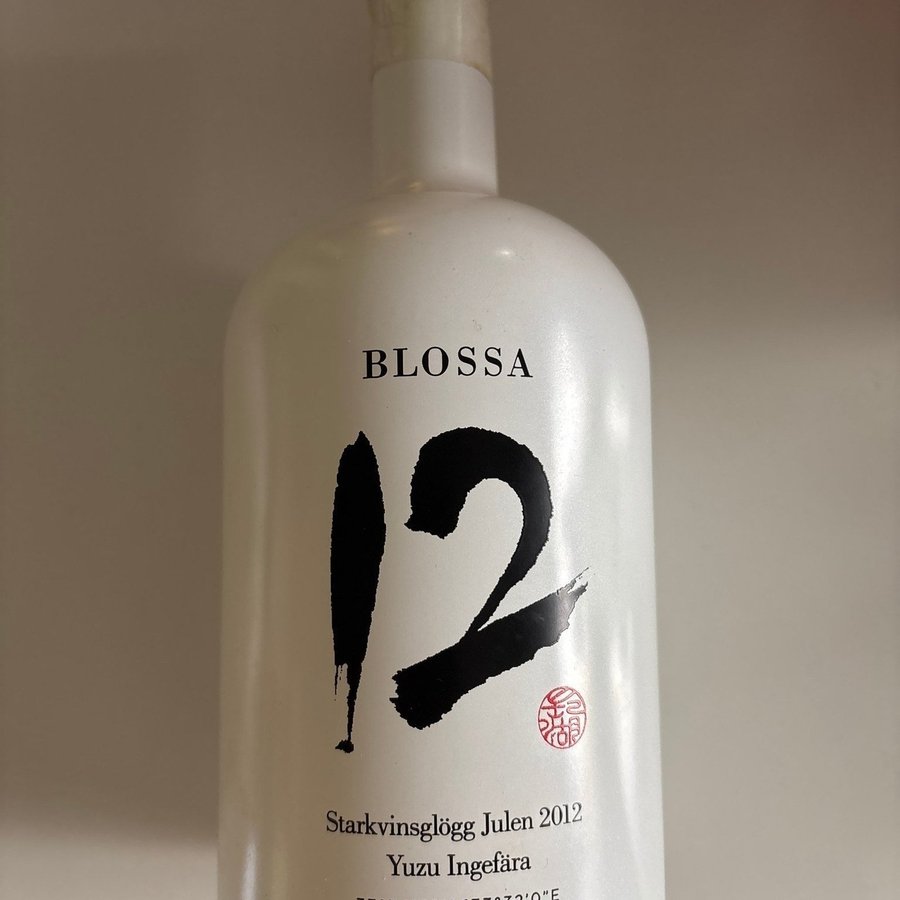 BLOSSA
12
Starkvinsglögg Julen 2012
Yuzu Ingefära